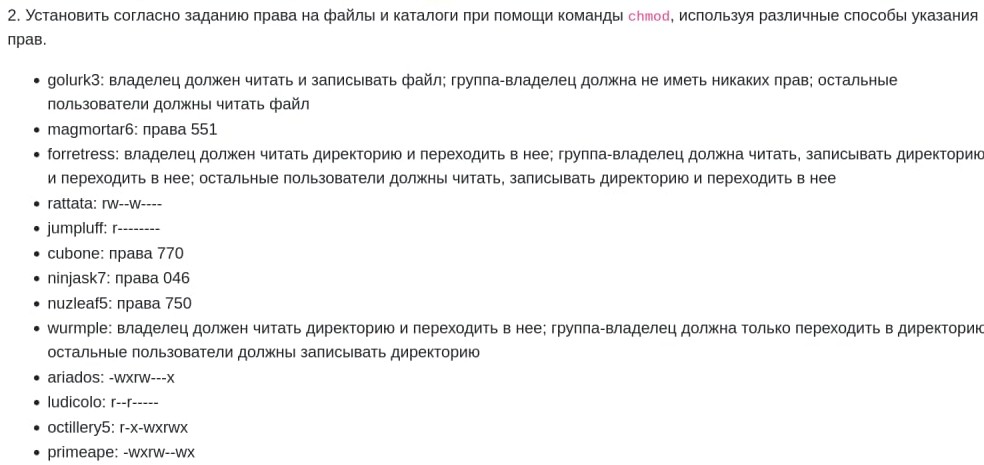 2. Установить согласно заданию права на файлы и каталоги при помощи команды chmod, используя различные способы указания
прав.
• golurk3: владелец должен читать и записывать файл; группа-владелец должна не иметь никаких прав; остальные
пользователи должны читать файл
• magmortar6: права 551
• forretress: владелец должен читать директорию и переходить в нее; группа-владелец должна читать, записывать директорию
и переходить в нее; остальные пользователи должны читать, записывать директорию и переходить в нее
• rattata: rw--w----
• jumpluff: r--------
• cubone: права 770
• ninjask7: права 046
• nuzleaf5: права 750
• wurmple: владелец должен читать директорию и переходить в нее; группа-владелец должна только переходить в директорию
остальные пользователи должны записывать директорию
• ariados: -wxrw---x
• ludicolo: r--r-----
• octillery5: r-x-wxrwx
• primeape: -wxrw--wx